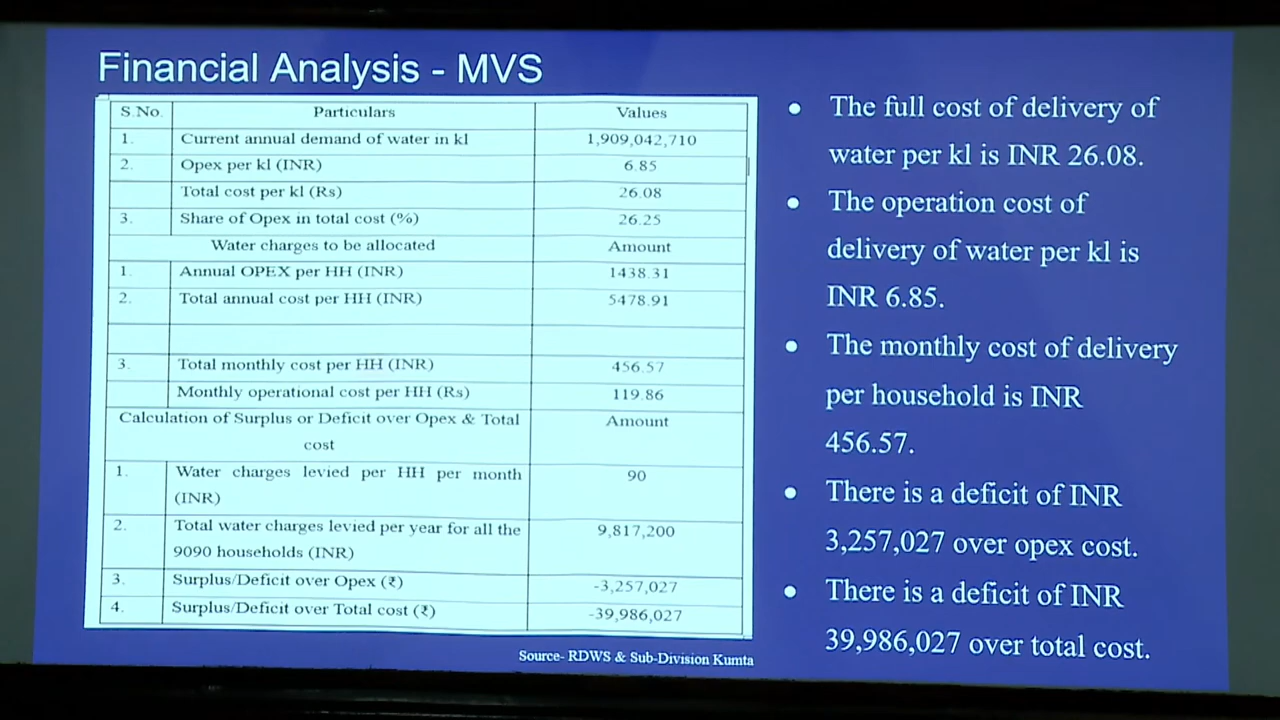 Financial Analysis - MVS
S.No. Particulars Values
1. Current annual demand of water in kl 1,909,042,710
2. Opex per kl (INR) 6.85
Total cost per kl (Rs) 26.08
3. Share of Opex in total cost (%) 26.25
Water charges to be allocated Amount
1. Annual OPEX per HH (INR) 1438.31
2. Total annual cost per HH (INR) 5478.91
3. Total monthly cost per HH (INR) 456.57
Monthly operational cost per HH (Rs) 119.86
Calculation of Surplus or Deficit over Opex & Total Amount
cost
1. Water charges levied per HH per month 90
(INR)
2. Total water charges levied per year for all the 9,817,200
9090 households (INR)
3. Surplus/Deficit over Opex (₹) -3,257,027
4. Surplus/Deficit over Total cost (₹) -39,986,027
Source- RDWS & Sub-Division Kumta
● The full cost of delivery of
water per kl is INR 26.08.
● The operation cost of
delivery of water per kl is
INR 6.85.
● The monthly cost of delivery
per household is INR
456.57.
● There is a deficit of INR
3,257,027 over opex cost.
● There is a deficit of INR
39,986,027 over total cost.